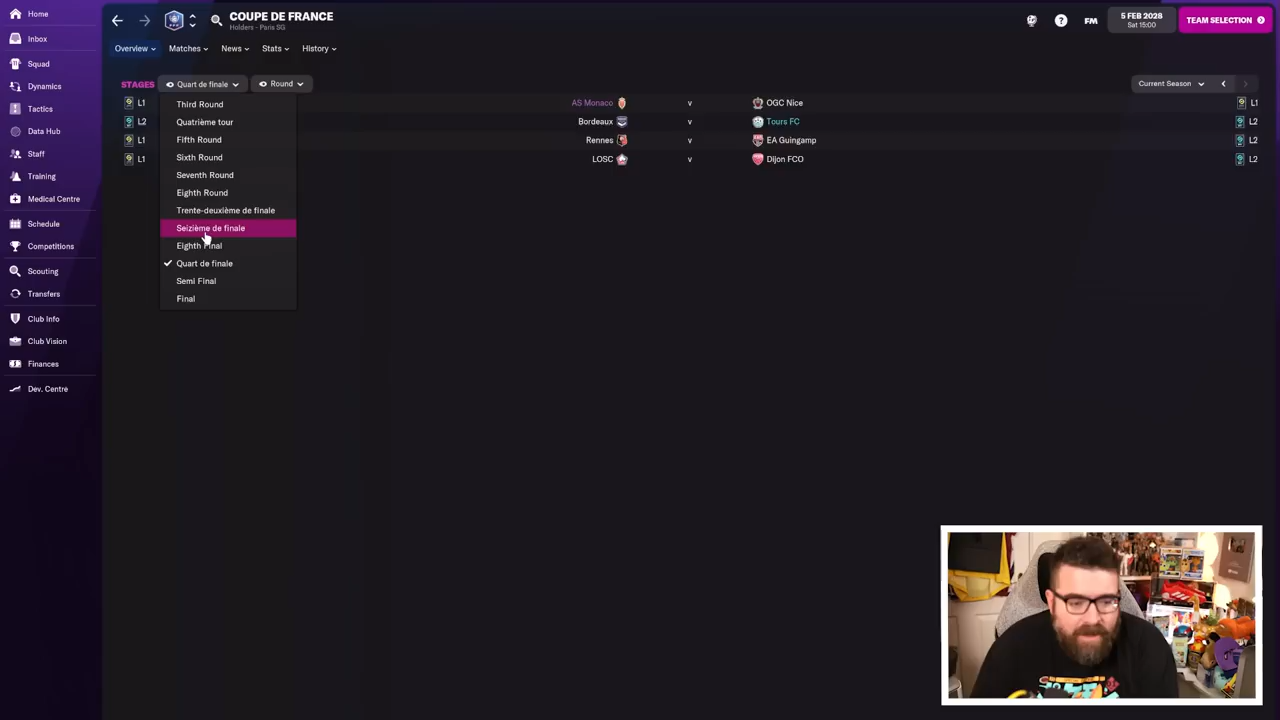 Home
COUPE DE FRANCE
Holders - Paris SG
FM
5 FEB 2028
Sat 15:00
TEAM SELECTION
Inbox
Overview
Matches
News
Stats
History
Squad
Dynamics
Tactics
Data Hub
Staff
Training
Medical Centre
Schedule
Competitions
Scouting
Transfers
Club Info
Club Vision
Finances
Dev. Centre
STAGES
Quart de finale
Round
Current Season
Third Round
Quatrième tour
Fifth Round
Sixth Round
Seventh Round
Eighth Round
Trente-deuxième de finale
Seizième de finale
Eighth Final
Quart de finale
Semi Final
Final
L1 AS Monaco v OGC Nice L1
L2 Bordeaux v Tours FC L2
L1 Rennes v EA Guingamp L2
L1 LOSC v Dijon FCO L2